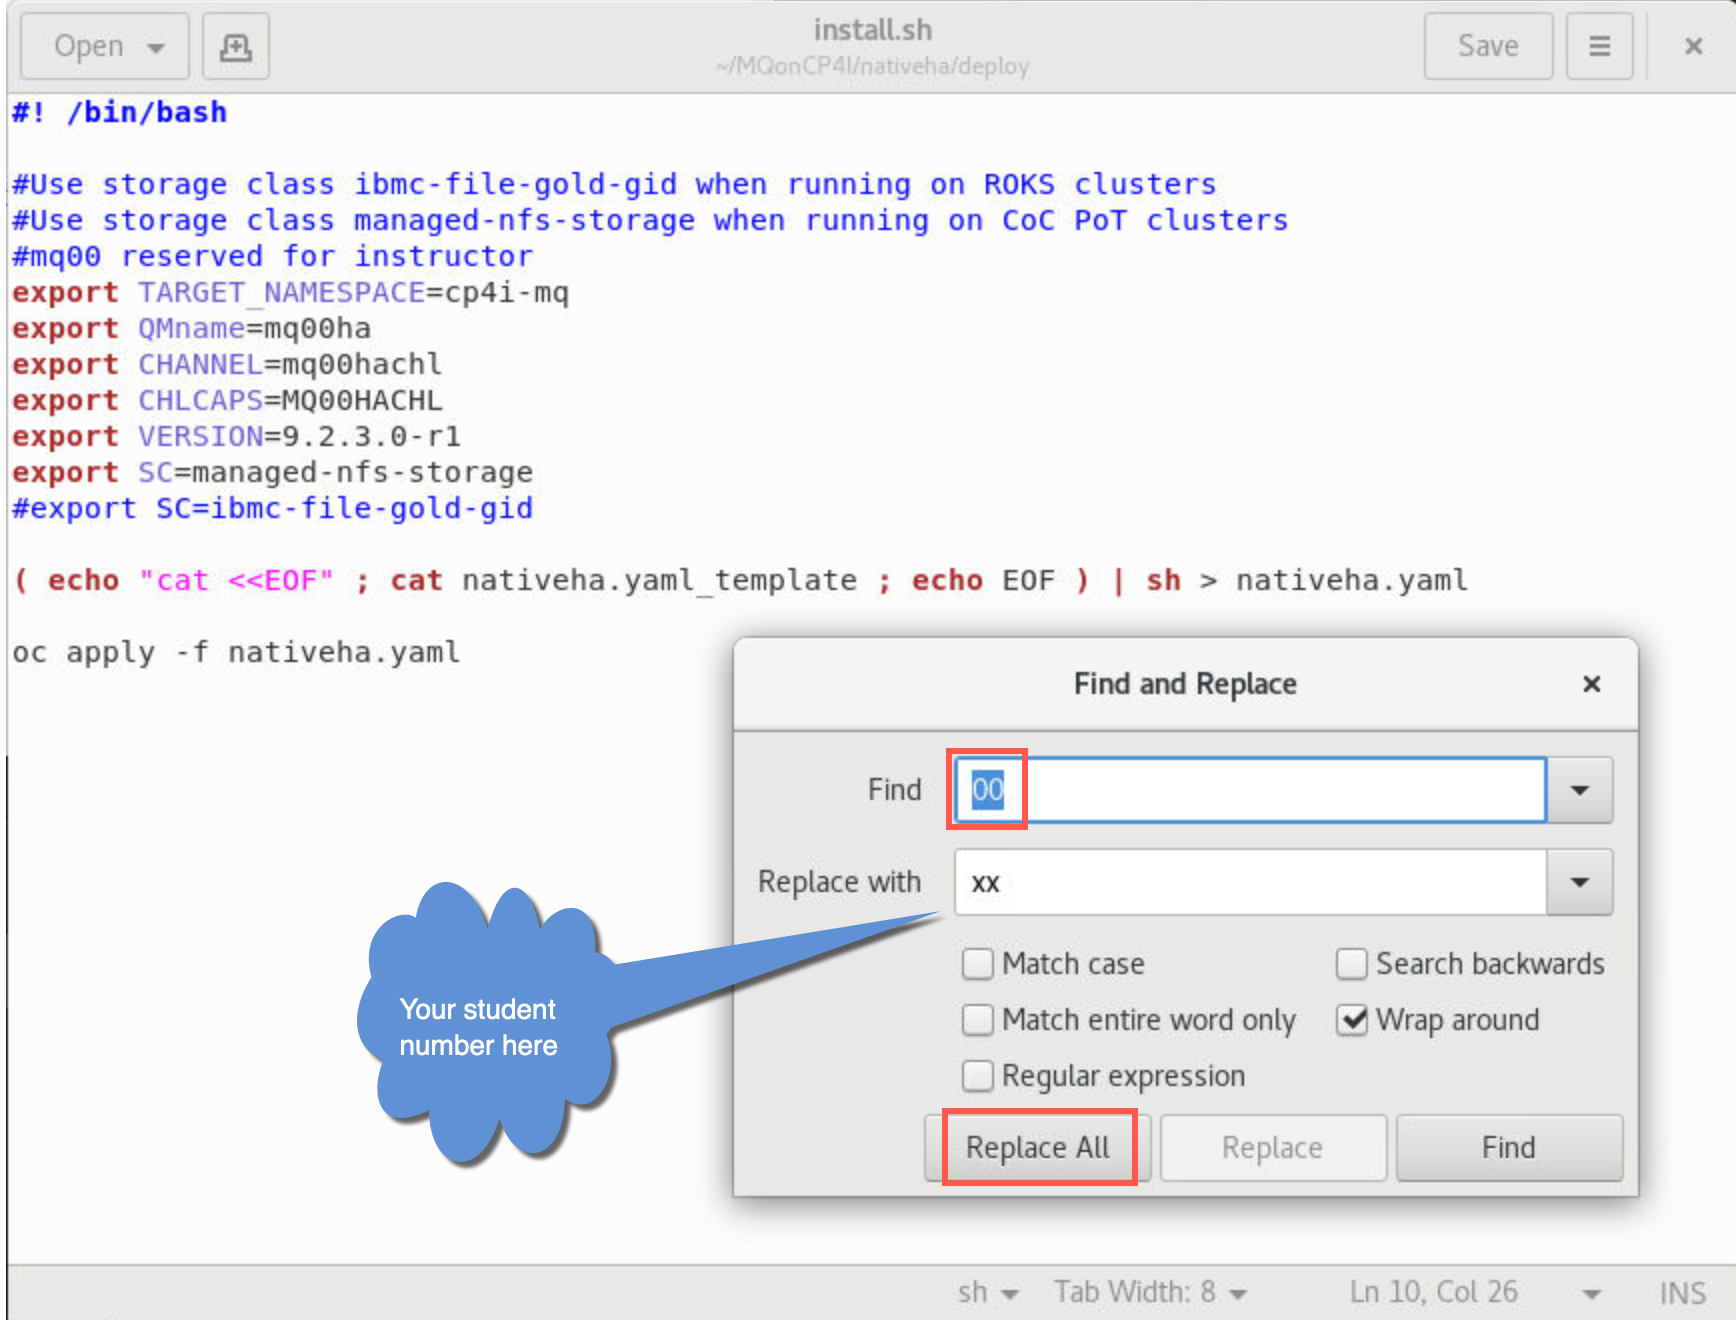 Open
install.sh
~/MQonCP4I/nativeha/deploy
Save
#! /bin/bash
#Use storage class ibmc-file-gold-gid when running on ROKS clusters
#Use storage class managed-nfs-storage when running on CoC PoT clusters
#mq00 reserved for instructor
export TARGET_NAMESPACE=cp4i-mq
export QMname=mq00ha
export CHANNEL=mq00hachl
export CHLCAPS=MQ00HACHL
export VERSION=9.2.3.0-r1
export SC=managed-nfs-storage
#export SC=ibmc-file-gold-gid
( echo "cat <<EOF" ; cat nativeha.yaml_template ; echo EOF ) | sh > nativeha.yaml
oc apply -f nativeha.yaml
Find and Replace
Find 00
Replace with xx
Match case
Search backwards
Match entire word only
Wrap around
Regular expression
Replace All
Replace
Find
Your student
number here
sh
Tab Width: 8
Ln 10, Col 26
INS